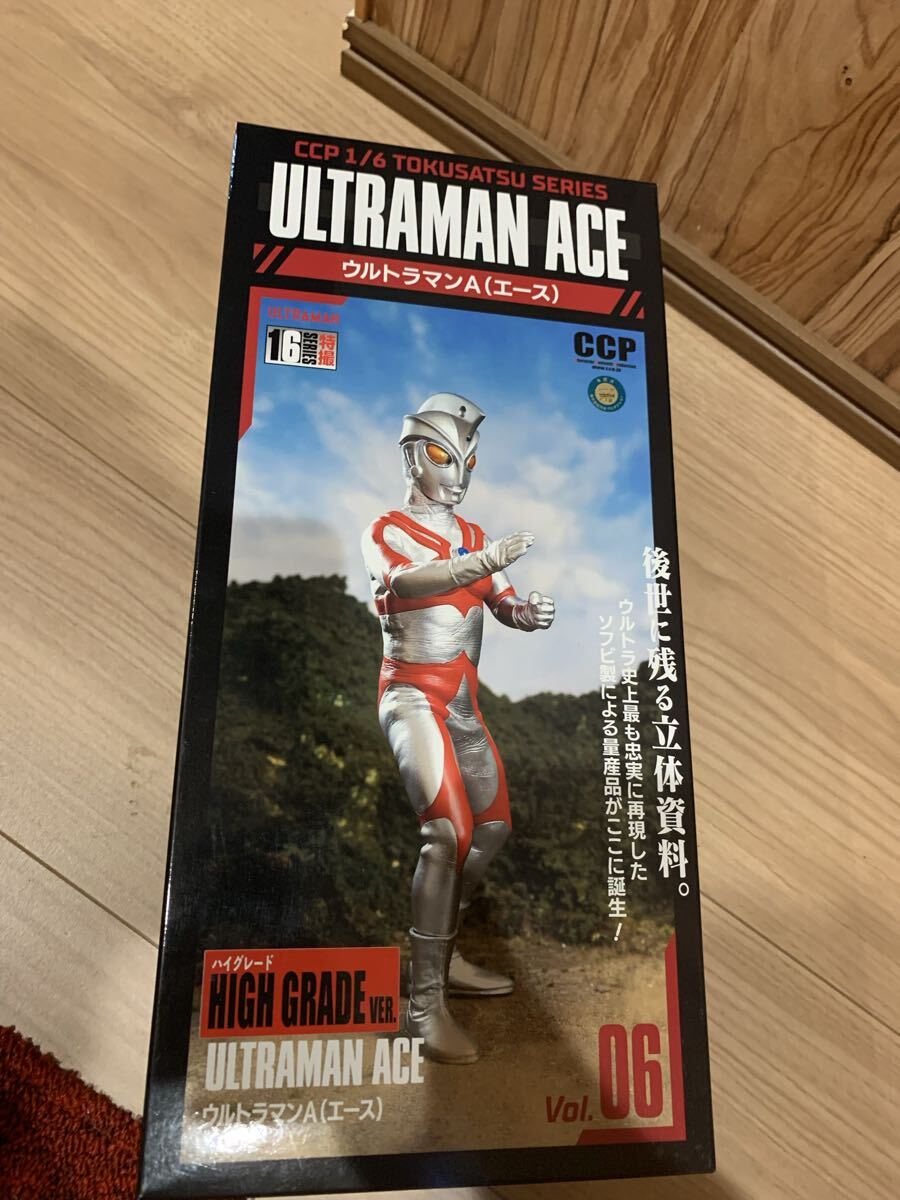 CCP 1/6 TOKUSATSU SERIES
ULTRAMAN ACE
ウルトラマンA(エース)
ULTRAMAN
16
SERIES
特撮
CCP
後世に残る立体資料。
ウルトラ史上最も忠実に再現した
ソフビ製による量産品がここに誕生!
ハイグレード
HIGH GRADE VER.
ULTRAMAN ACE
ウルトラマンA(エース)
Vol. 06